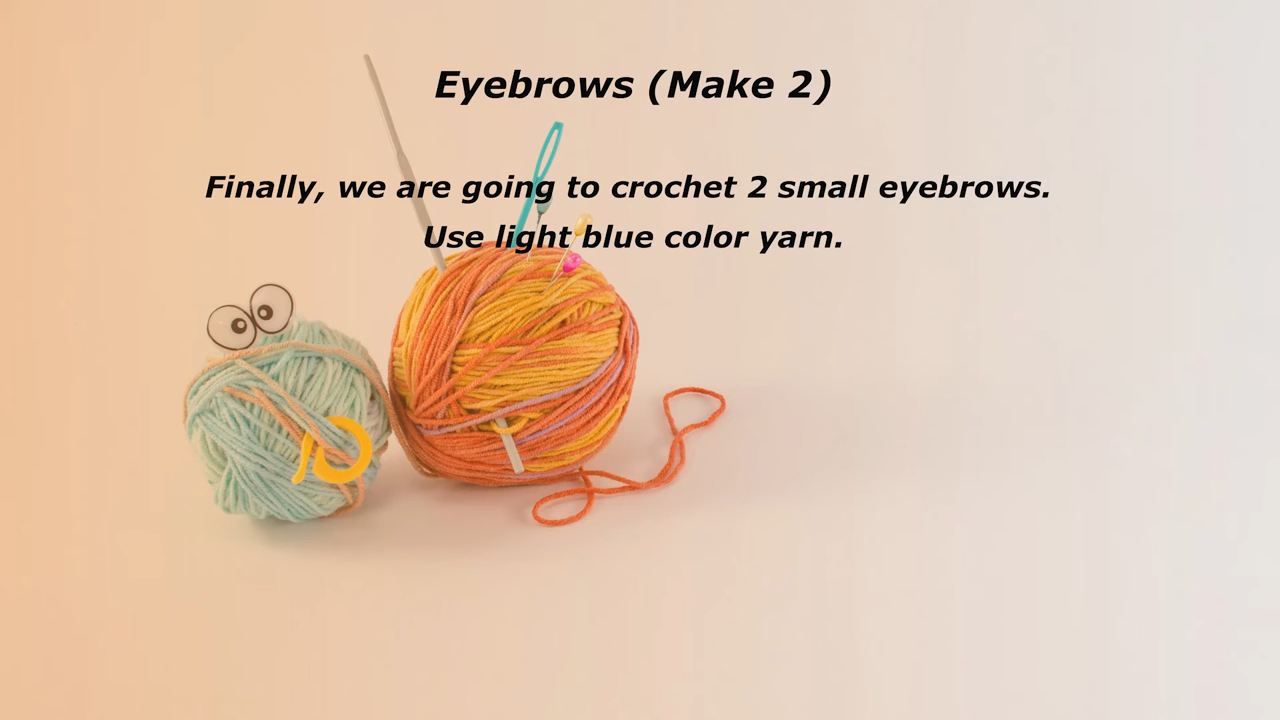 Eyebrows (Make 2)
Finally, we are going to crochet 2 small eyebrows.
Use light blue color yarn.